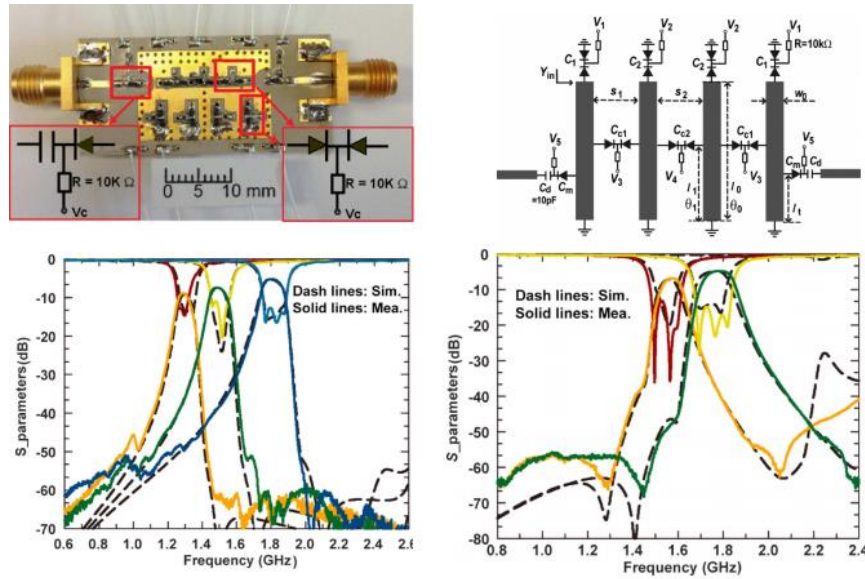 R = 10K Ω
Vc
0 5 10 mm
R = 10K Ω
Vc
V1
V2
V2
V1
R=10kΩ
C1
C2
C2
C1
Yin
s1
s2
w0
V5
Cc1
Cc2
Cc1
V5
Cd
=10pF
Cm
V3
V4
V3
Cm
Cd
l1
θ1
l0
θ0
lt
Dash lines: Sim.
Solid lines: Mea.
S_parameters(dB)
0
-10
-20
-30
-40
-50
-60
-70
0.6 0.8 1.0 1.2 1.4 1.6 1.8 2.0 2.2 2.4
Frequency (GHz)
Dash lines: Sim.
Solid lines: Mea.
S_parameters(dB)
0
-10
-20
-30
-40
-50
-60
-70
-80
0.8 1.0 1.2 1.4 1.6 1.8 2.0 2.2 2.4
Frequency (GHz)